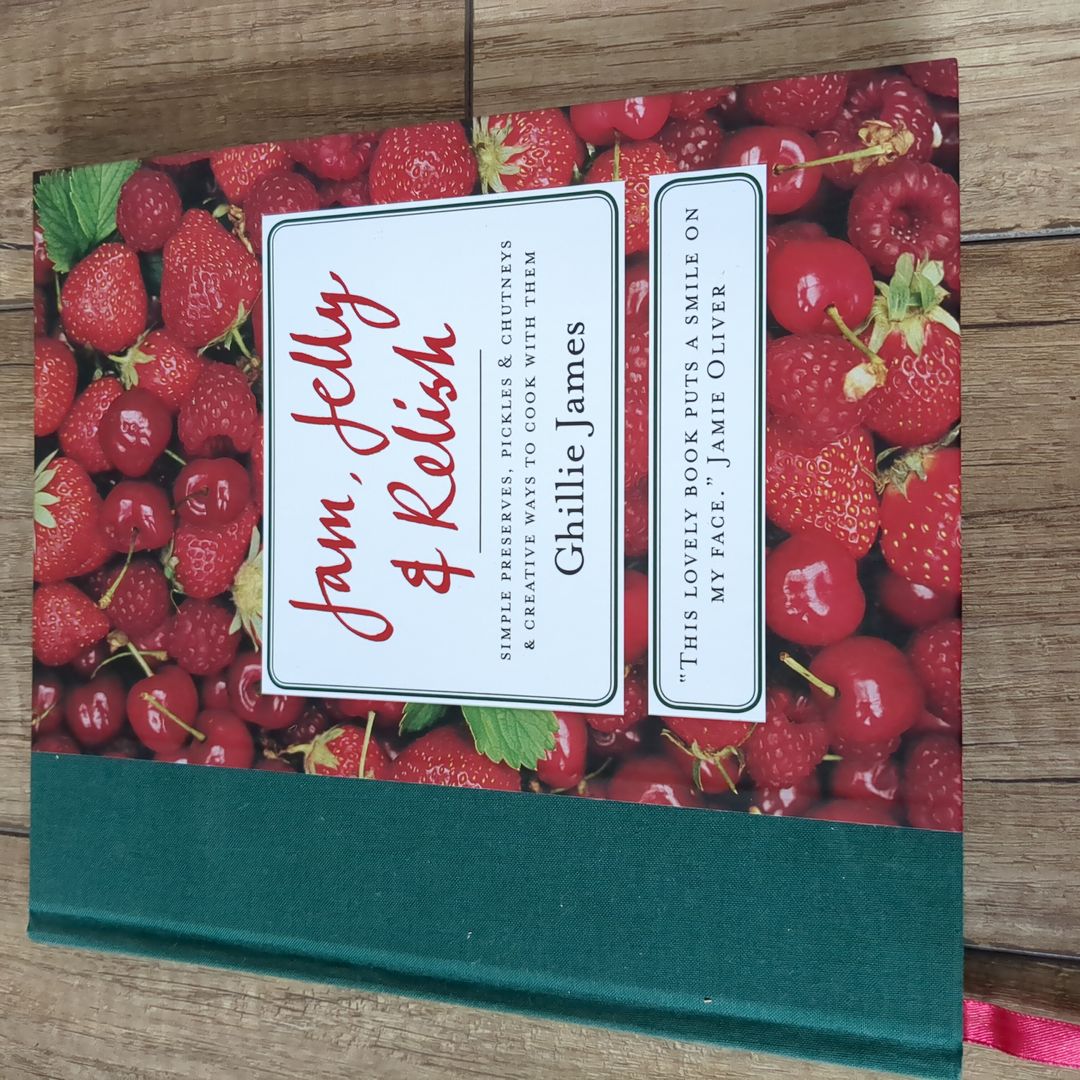 Jam, Jelly
& Relish
SIMPLE PRESERVES, PICKLES & CHUTNEYS
& CREATIVE WAYS TO COOK WITH THEM
Ghillie James
"THIS LOVELY BOOK PUTS A SMILE ON
MY FACE." JAMIE OLIVER